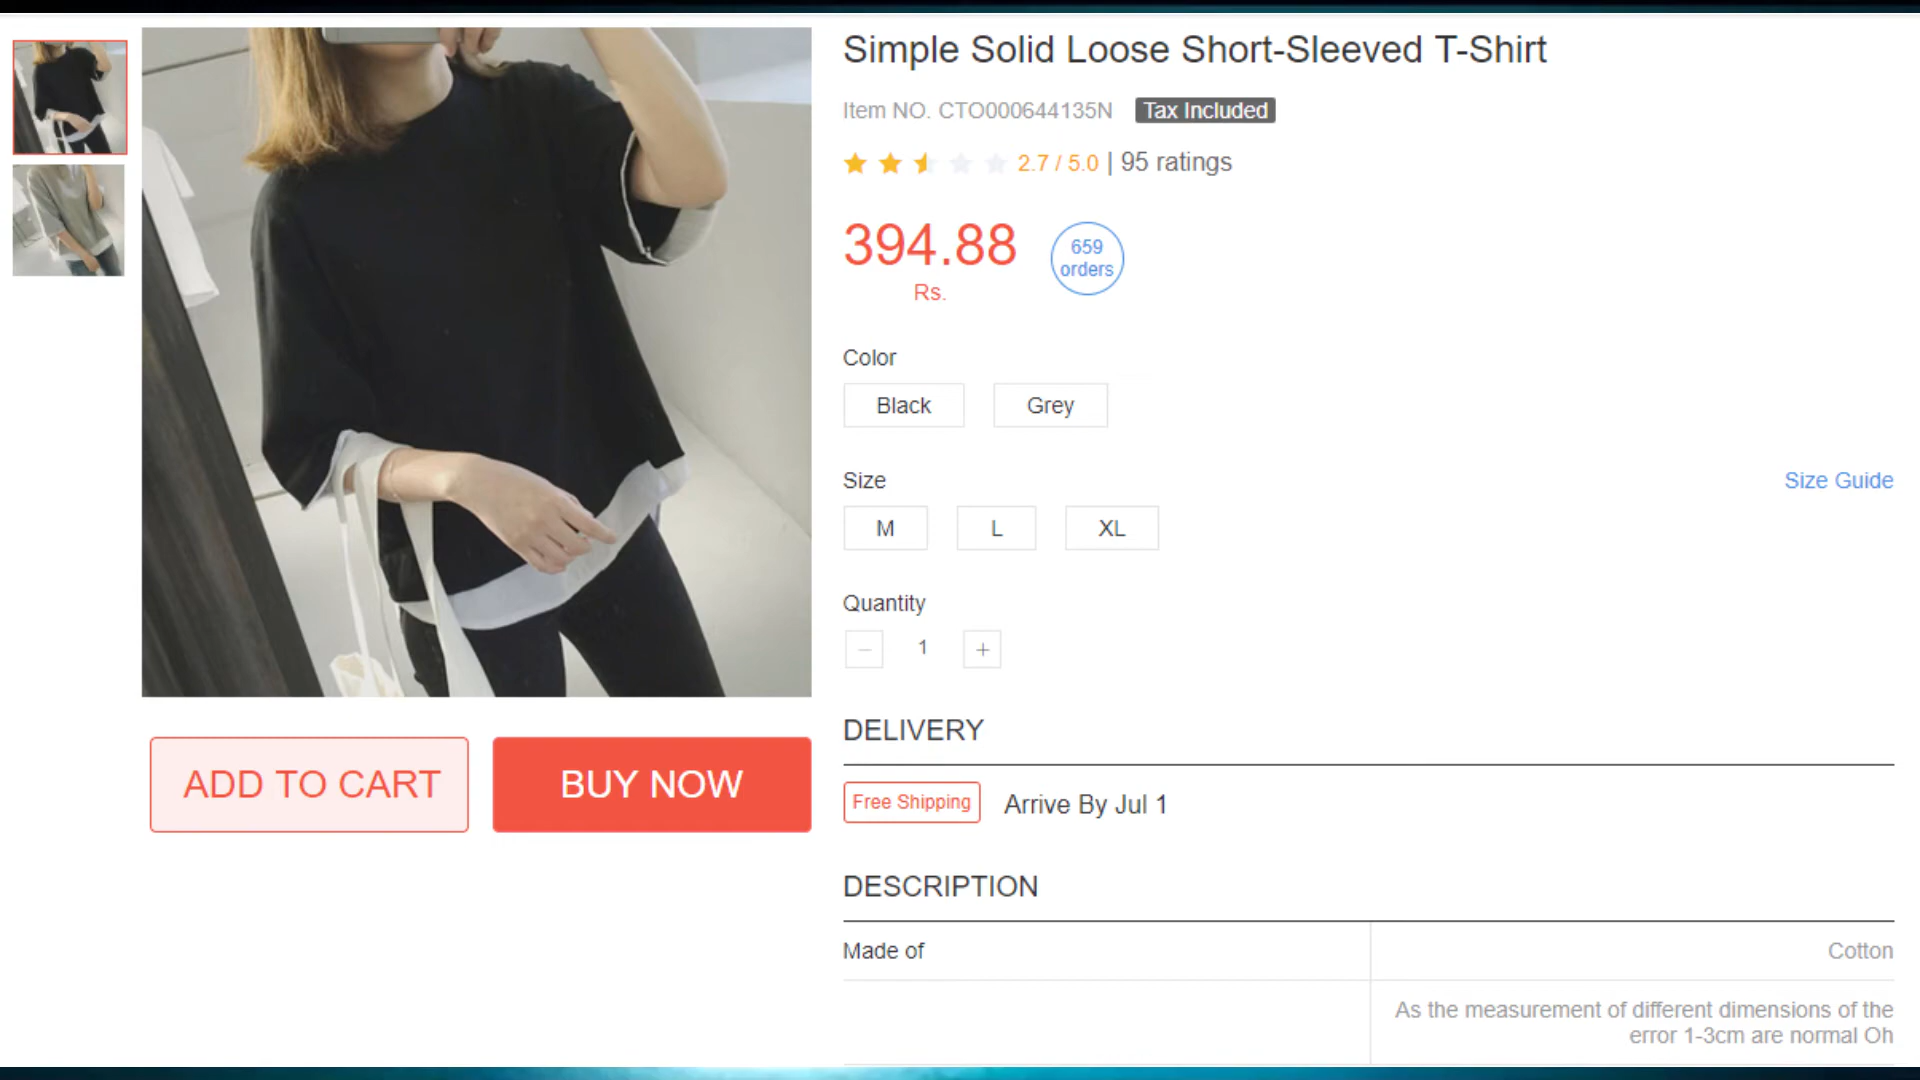 Simple Solid Loose Short-Sleeved T-Shirt
Item NO. CTO000644135N Tax Included
2.7 / 5.0 | 95 ratings
394.88
Rs.
659
orders
Color
Black Grey
Size Size Guide
M L XL
Quantity
1
ADD TO CART BUY NOW
DELIVERY
Free Shipping Arrive By Jul 1
DESCRIPTION
Made of Cotton
As the measurement of different dimensions of the
error 1-3cm are normal Oh